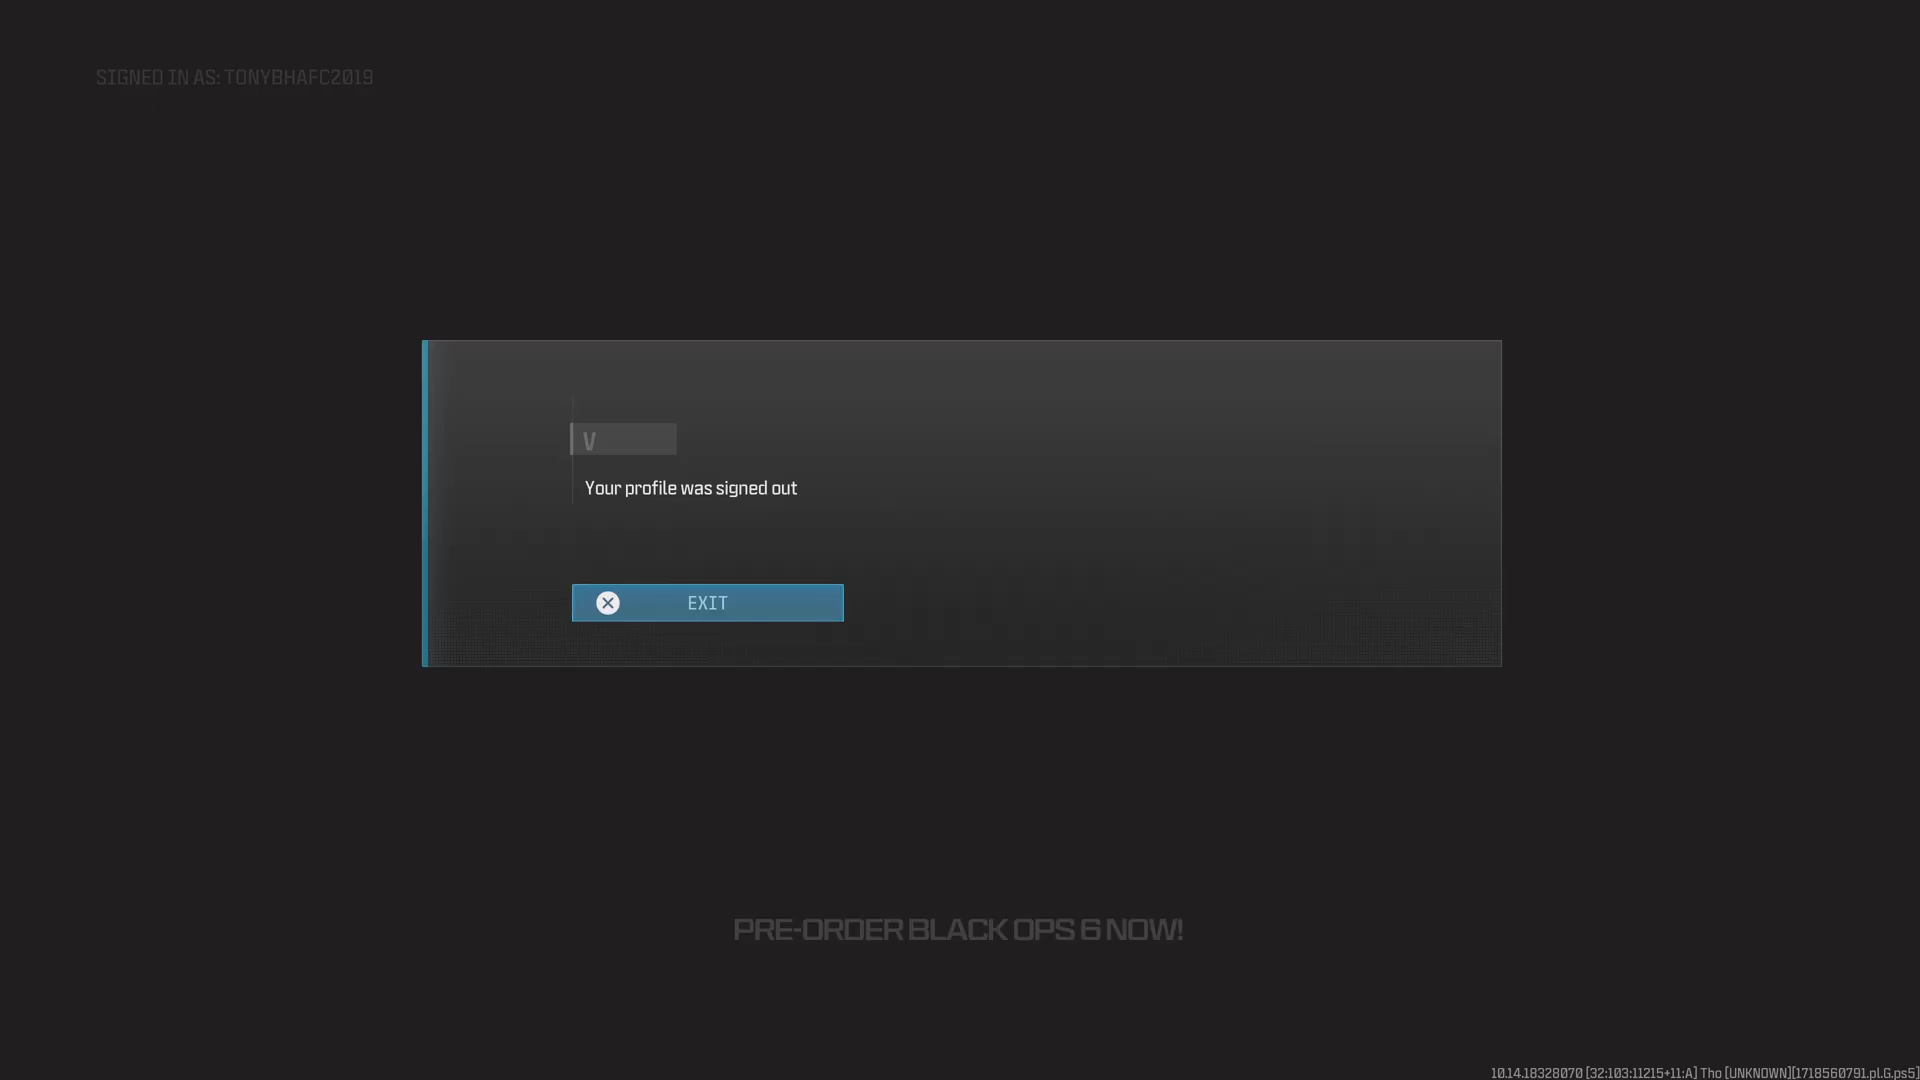 SIGNED IN AS: TONYBHAFC2019
V
Your profile was signed out
EXIT
PRE-ORDER BLACK OPS 6 NOW!
10.14.18328070 [32:103:11215+11:A] Tho [UNKNOWN][1718560791.pl.G.ps5]